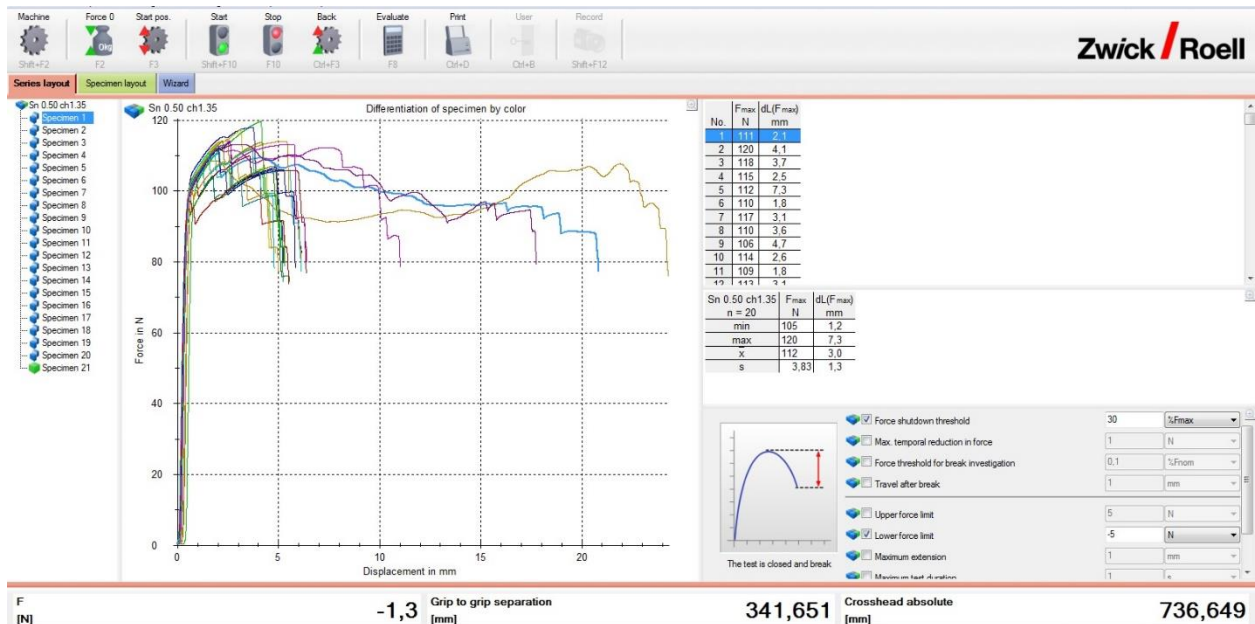 Machine Force 0 Start pos. Start Stop Back Evaluate Print User Record
Shift+F2 F2 F3 Shift+F10 F10 Ctrl+F3 F8 Ctrl+D Ctrl+B Shift+F12
0kg
Zwick / Roell
Series layout Specimen layout Wizard
Sn 0.50 ch1.35
Specimen 1
Specimen 2
Specimen 3
Specimen 4
Specimen 5
Specimen 6
Specimen 7
Specimen 8
Specimen 9
Specimen 10
Specimen 11
Specimen 12
Specimen 13
Specimen 14
Specimen 15
Specimen 16
Specimen 17
Specimen 18
Specimen 19
Specimen 20
Specimen 21
Sn 0.50 ch1.35 Differentiation of specimen by color
120
100
80
60
40
20
0
Force in N
0 5 10 15 20
Displacement in mm
Fmax dL(Fmax)
No. N mm
1 111 2,1
2 120 4,1
3 118 3,7
4 115 2,5
5 112 7,3
6 110 1,8
7 117 3,1
8 110 3,6
9 106 4,7
10 114 2,6
11 109 1,8
12 113 3,1
Sn 0.50 ch1.35 Fmax dL(Fmax)
n = 20 N mm
min 105 1,2
max 120 7,3
x̄ 112 3,0
s 3,83 1,3
Force shutdown threshold 30 %Fmax
Max. temporal reduction in force 1 N
Force threshold for break investigation 0,1 %Fnom
Travel after break 1 mm
Upper force limit 5 N
Lower force limit -5 N
Maximum extension 1 mm
Maximum test duration 1 s
The test is closed and break
F
[N]
-1,3
Grip to grip separation
[mm]
341,651
Crosshead absolute
[mm]
736,649